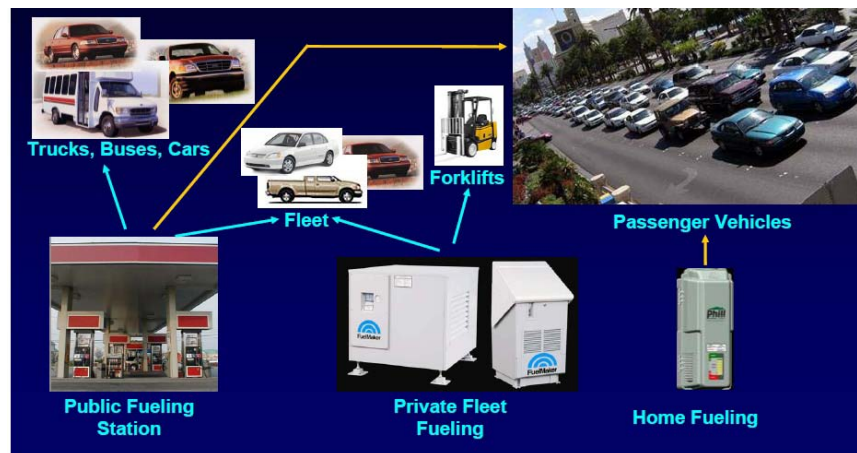 Trucks, Buses, Cars
Forklifts
Fleet
Passenger Vehicles
FuelMaker
FuelMaker
Phill
Public Fueling
Station
Private Fleet
Fueling
Home Fueling